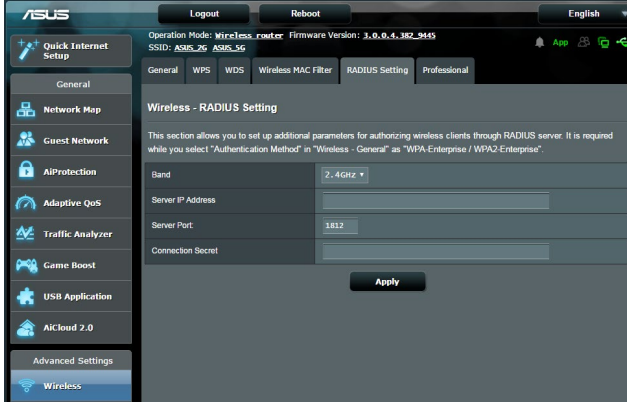 ASUS
Logout
Reboot
English
Quick Internet
Setup
Operation Mode: Wireless router Firmware Version: 3.0.0.4.382_9445
SSID: ASUS_2G ASUS_5G
App
General
WPS
WDS
Wireless MAC Filter
RADIUS Setting
Professional
General
Network Map
Guest Network
AiProtection
Adaptive QoS
Traffic Analyzer
Game Boost
USB Application
AiCloud 2.0
Advanced Settings
Wireless
Wireless - RADIUS Setting
This section allows you to set up additional parameters for authorizing wireless clients through RADIUS server. It is required
while you select "Authentication Method" in "Wireless - General" as "WPA-Enterprise / WPA2-Enterprise".
Band
2.4GHz
Server IP Address
Server Port:
1812
Connection Secret
Apply